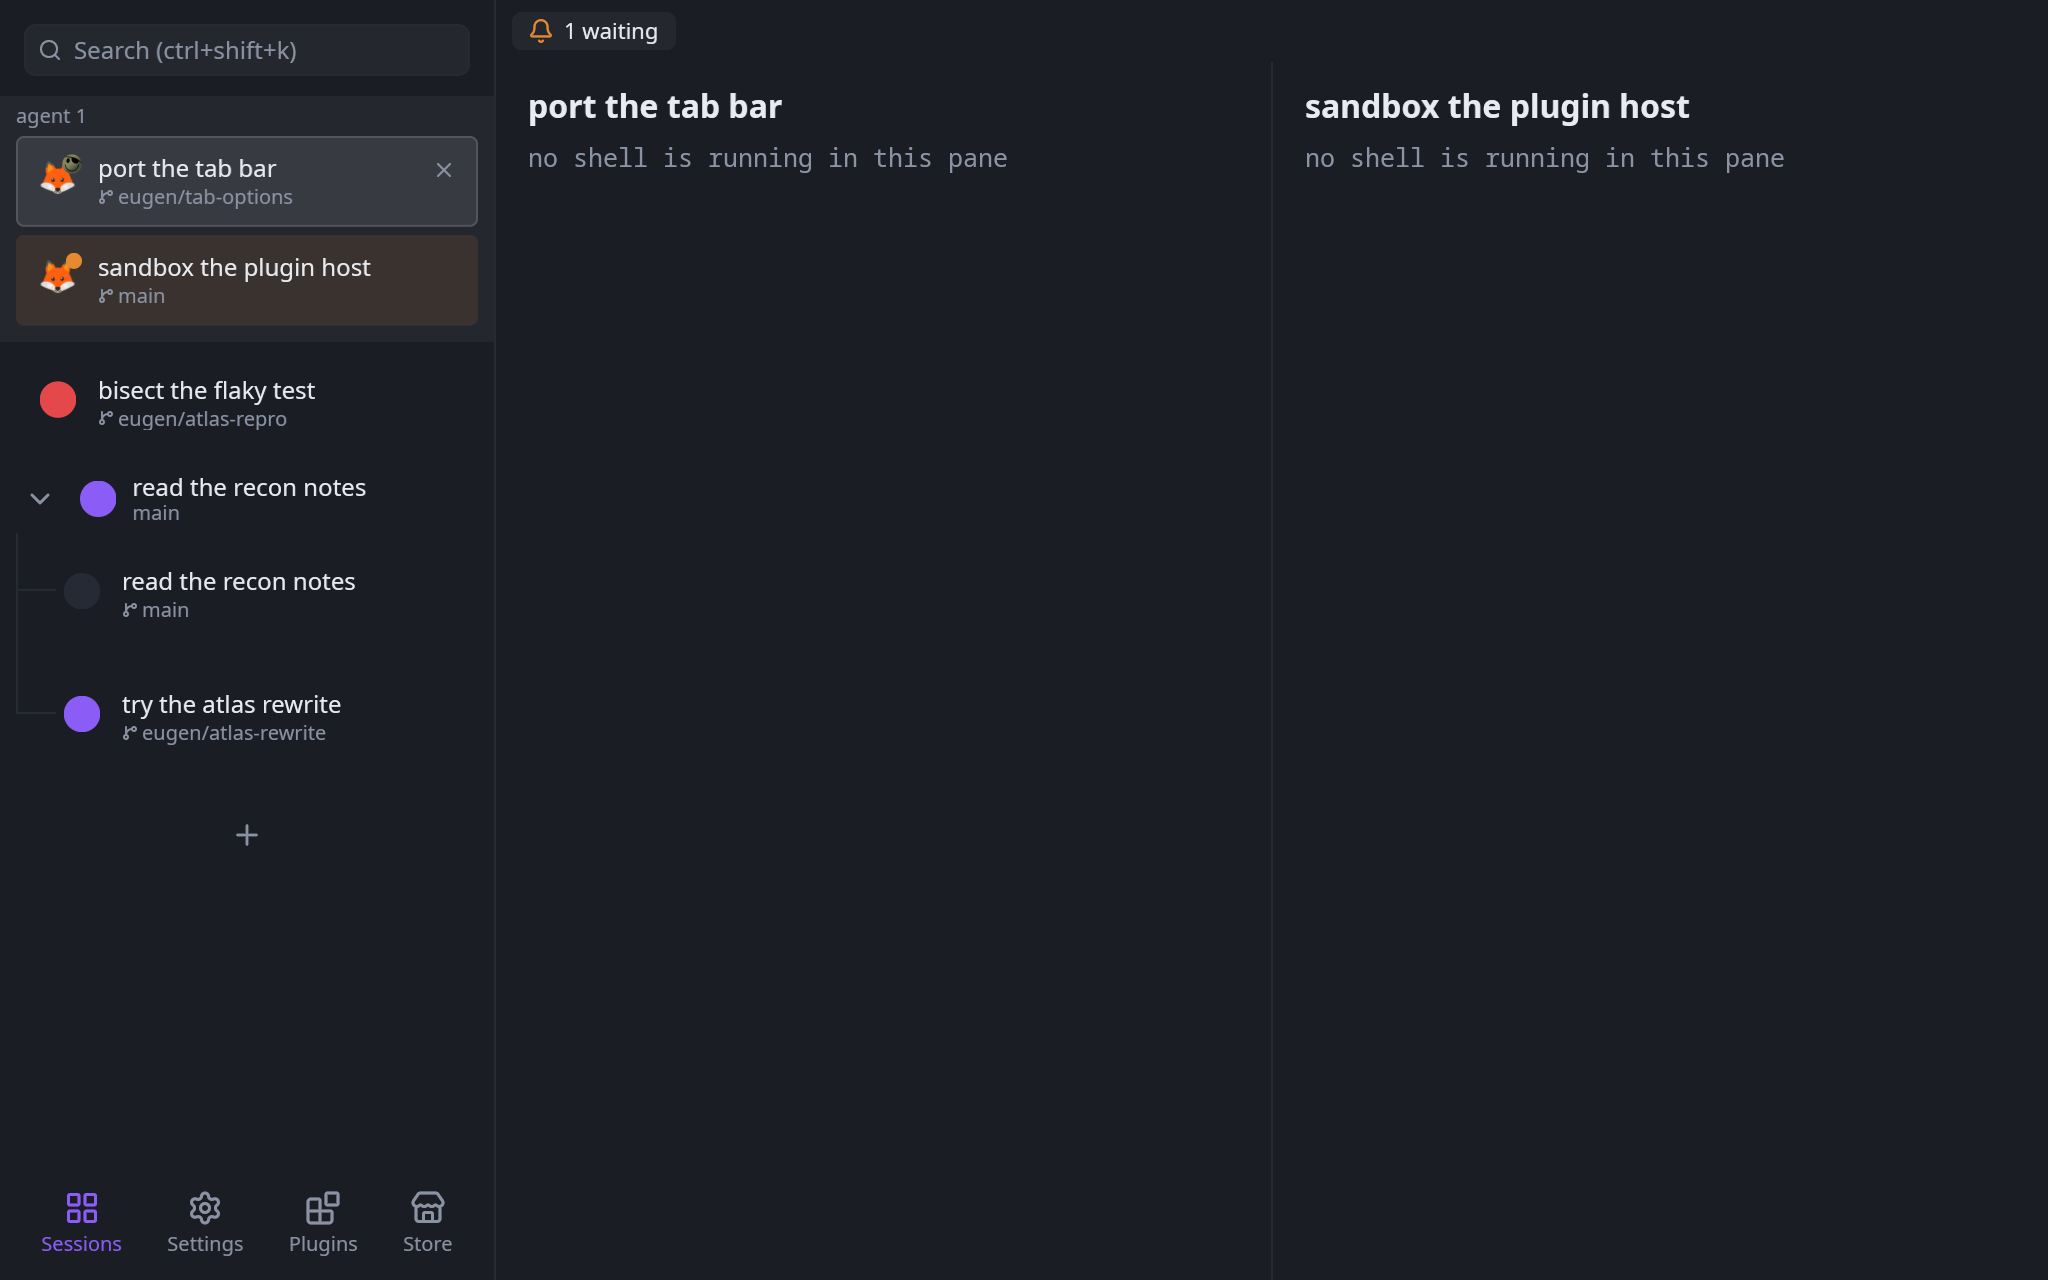 Search (ctrl+shift+k)
agent 1
port the tab bar
eugen/tab-options
sandbox the plugin host
main
bisect the flaky test
eugen/atlas-repro
read the recon notes
main
read the recon notes
main
try the atlas rewrite
eugen/atlas-rewrite
Sessions
Settings
Plugins
Store
1 waiting
port the tab bar
no shell is running in this pane
sandbox the plugin host
no shell is running in this pane